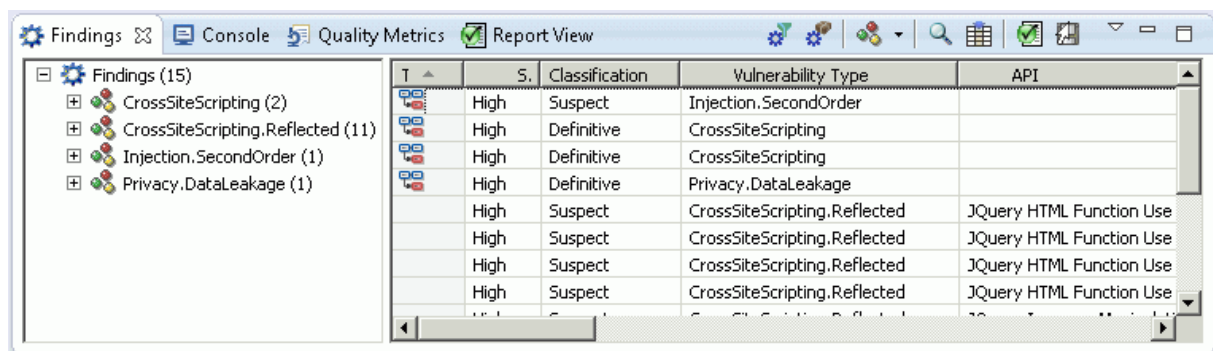 Findings Console Quality Metrics Report View
Findings (15)
CrossSiteScripting (2)
CrossSiteScripting.Reflected (11)
Injection.SecondOrder (1)
Privacy.DataLeakage (1)
T S. Classification Vulnerability Type API
High Suspect Injection.SecondOrder
High Definitive CrossSiteScripting
High Definitive CrossSiteScripting
High Definitive Privacy.DataLeakage
High Suspect CrossSiteScripting.Reflected JQuery HTML Function Use
High Suspect CrossSiteScripting.Reflected JQuery HTML Function Use
High Suspect CrossSiteScripting.Reflected JQuery HTML Function Use
High Suspect CrossSiteScripting.Reflected JQuery HTML Function Use